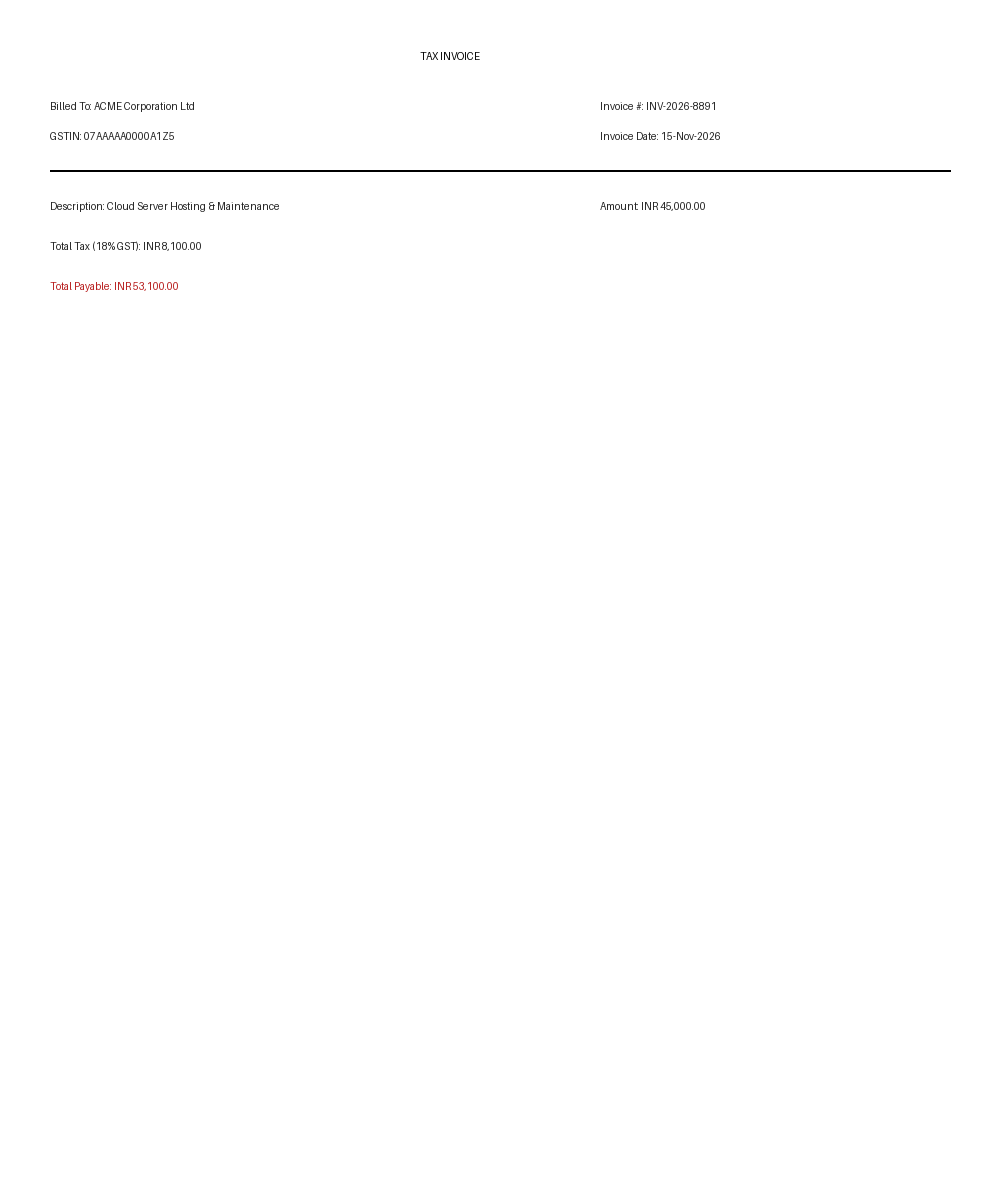 TAX INVOICE
Billed To: ACME Corporation Ltd
Invoice #: INV-2026-8891
GSTIN: 07AAAAA0000A1Z5
Invoice Date: 15-Nov-2026
Description: Cloud Server Hosting & Maintenance
Amount: INR 45,000.00
Total Tax (18% GST): INR 8,100.00
Total Payable: INR 53,100.00